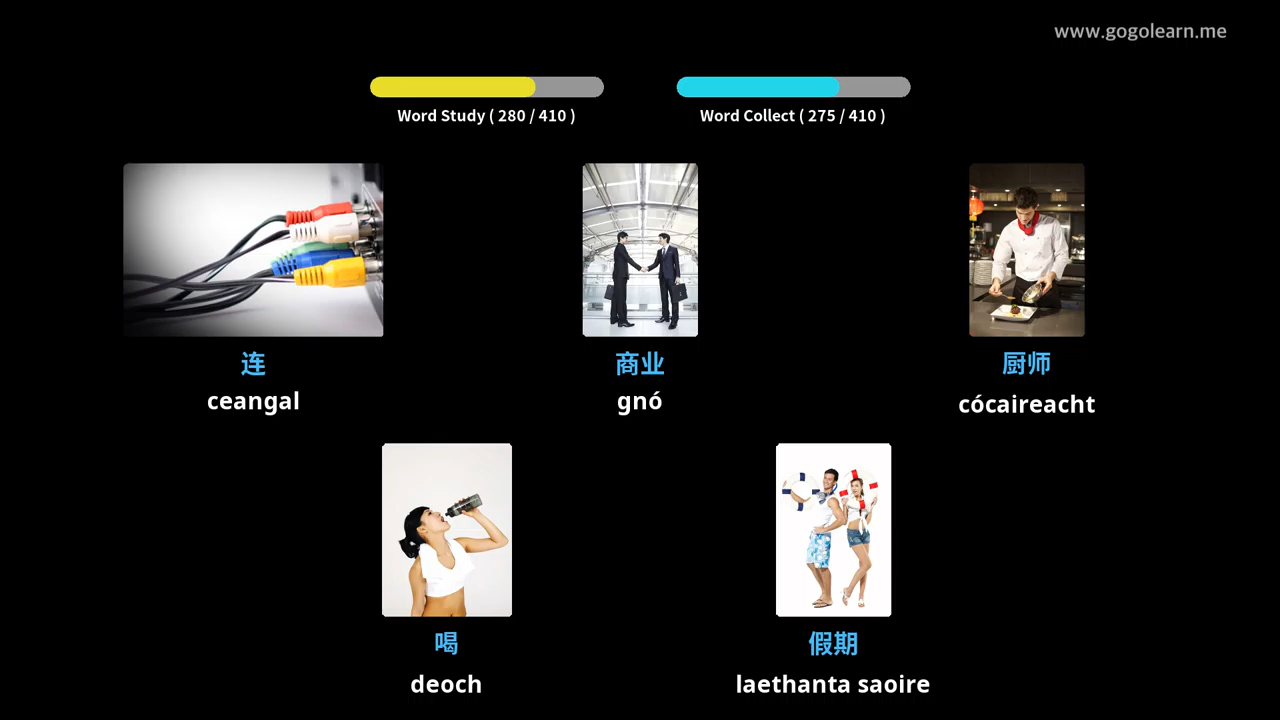 www.gogolearn.me
Word Study ( 280 / 410 )
Word Collect ( 275 / 410 )
连
ceangal
商业
gnó
厨师
cócaireacht
喝
deoch
假期
laethanta saoire